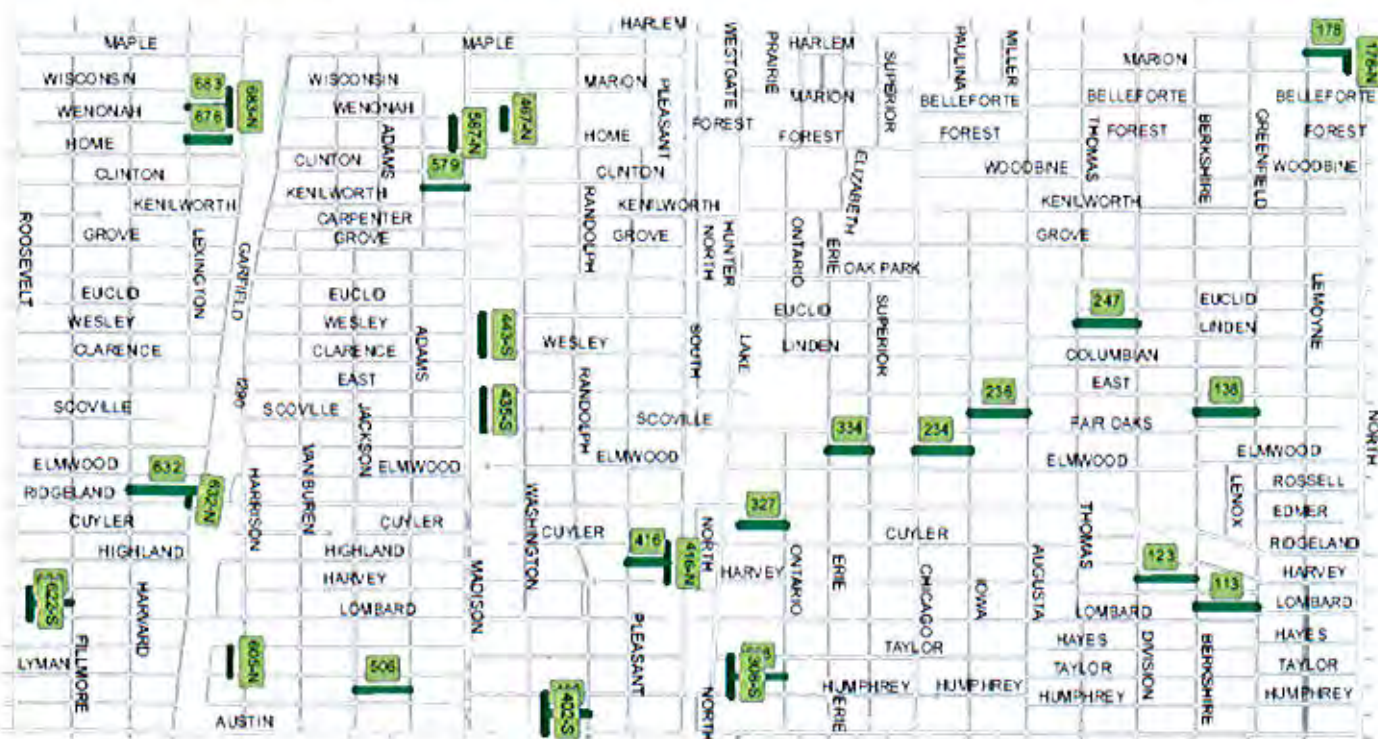 HARLEM
MAPLE
MAPLE
WESTGATE
PRAIRIE
HARLEM
SUPERIOR
PAULINA
MILLER
MARION
178
178-N
WISCONSIN
683
683-N
WISCONSIN
MARION
PLEASANT
MARION
BELLEFORTE
BELLEFORTE
BELLEFORTE
WENONAH
676
WENONAH
ADAMS
567-N
467-N
HOME
FOREST
FOREST
FOREST
THOMAS
FOREST
BERKSHIRE
GREENFIELD
FOREST
HOME
CLINTON
579
CLINTON
ELIZABETH
WOODBINE
WOODBINE
CLINTON
KENILWORTH
RANDOLPH
KENILWORTH
KENILWORTH
KENILWORTH
CARPENTER
ROOSEVELT
GROVE
LEXINGTON
GARFIELD
GROVE
GROVE
NORTH
HUNTER
ONTARIO
ERIE
GROVE
OAK PARK
EUCLID
EUCLID
EUCLID
SUPERIOR
247
EUCLID
LEMOYNE
WESLEY
WESLEY
ADAMS
443-S
WESLEY
SOUTH
LAKE
LINDEN
LINDEN
CLARENCE
CLARENCE
COLUMBIAN
I290
EAST
RANDOLPH
EAST
SCOVILLE
SCOVILLE
JACKSON
435-S
SCOVILLE
334
234
236
FAIR OAKS
138
NORTH
ELMWOOD
632
VAN BUREN
ELMWOOD
ELMWOOD
ELMWOOD
ELMWOOD
RIDGELAND
632-N
HARRISON
WASHINGTON
LENOX
ROSSELL
CUYLER
CUYLER
CUYLER
327
CUYLER
THOMAS
EDMER
HIGHLAND
HIGHLAND
416
416-N
NORTH
RIDGELAND
HARVARD
HARVEY
MADISON
HARVEY
ONTARIO
ERIE
CHICAGO
IOWA
AUGUSTA
123
HARVEY
622-S
LOMBARD
LOMBARD
113
LOMBARD
FILLMORE
PLEASANT
HAYES
DIVISION
BERKSHIRE
HAYES
LYMAN
605-N
506
TAYLOR
TAYLOR
TAYLOR
402-S
NORTH
HUMPHREY
ERIE
HUMPHREY
HUMPHREY
HUMPHREY
AUSTIN